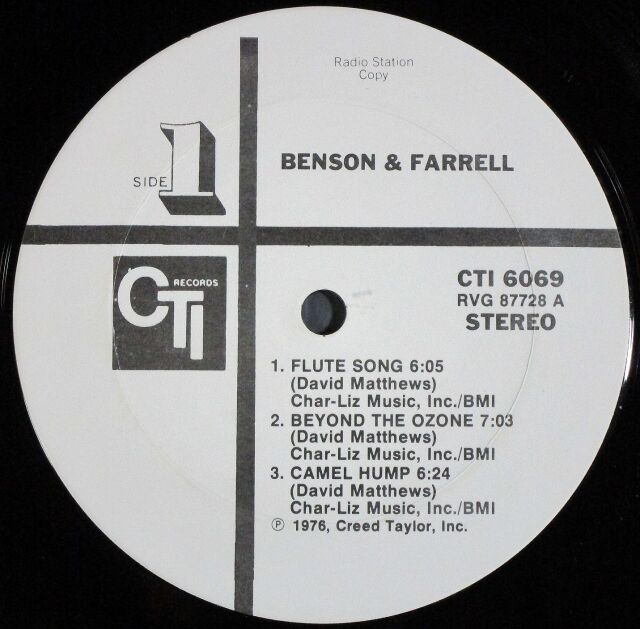 Radio Station
Copy
SIDE 1
BENSON & FARRELL
CTI RECORDS
CTI 6069
RVG 87728 A
STEREO
1. FLUTE SONG 6:05
(David Matthews)
Char-Liz Music, Inc./BMI
2. BEYOND THE OZONE 7:03
(David Matthews)
Char-Liz Music, Inc./BMI
3. CAMEL HUMP 6:24
(David Matthews)
Char-Liz Music, Inc./BMI
℗ 1976, Creed Taylor, Inc.